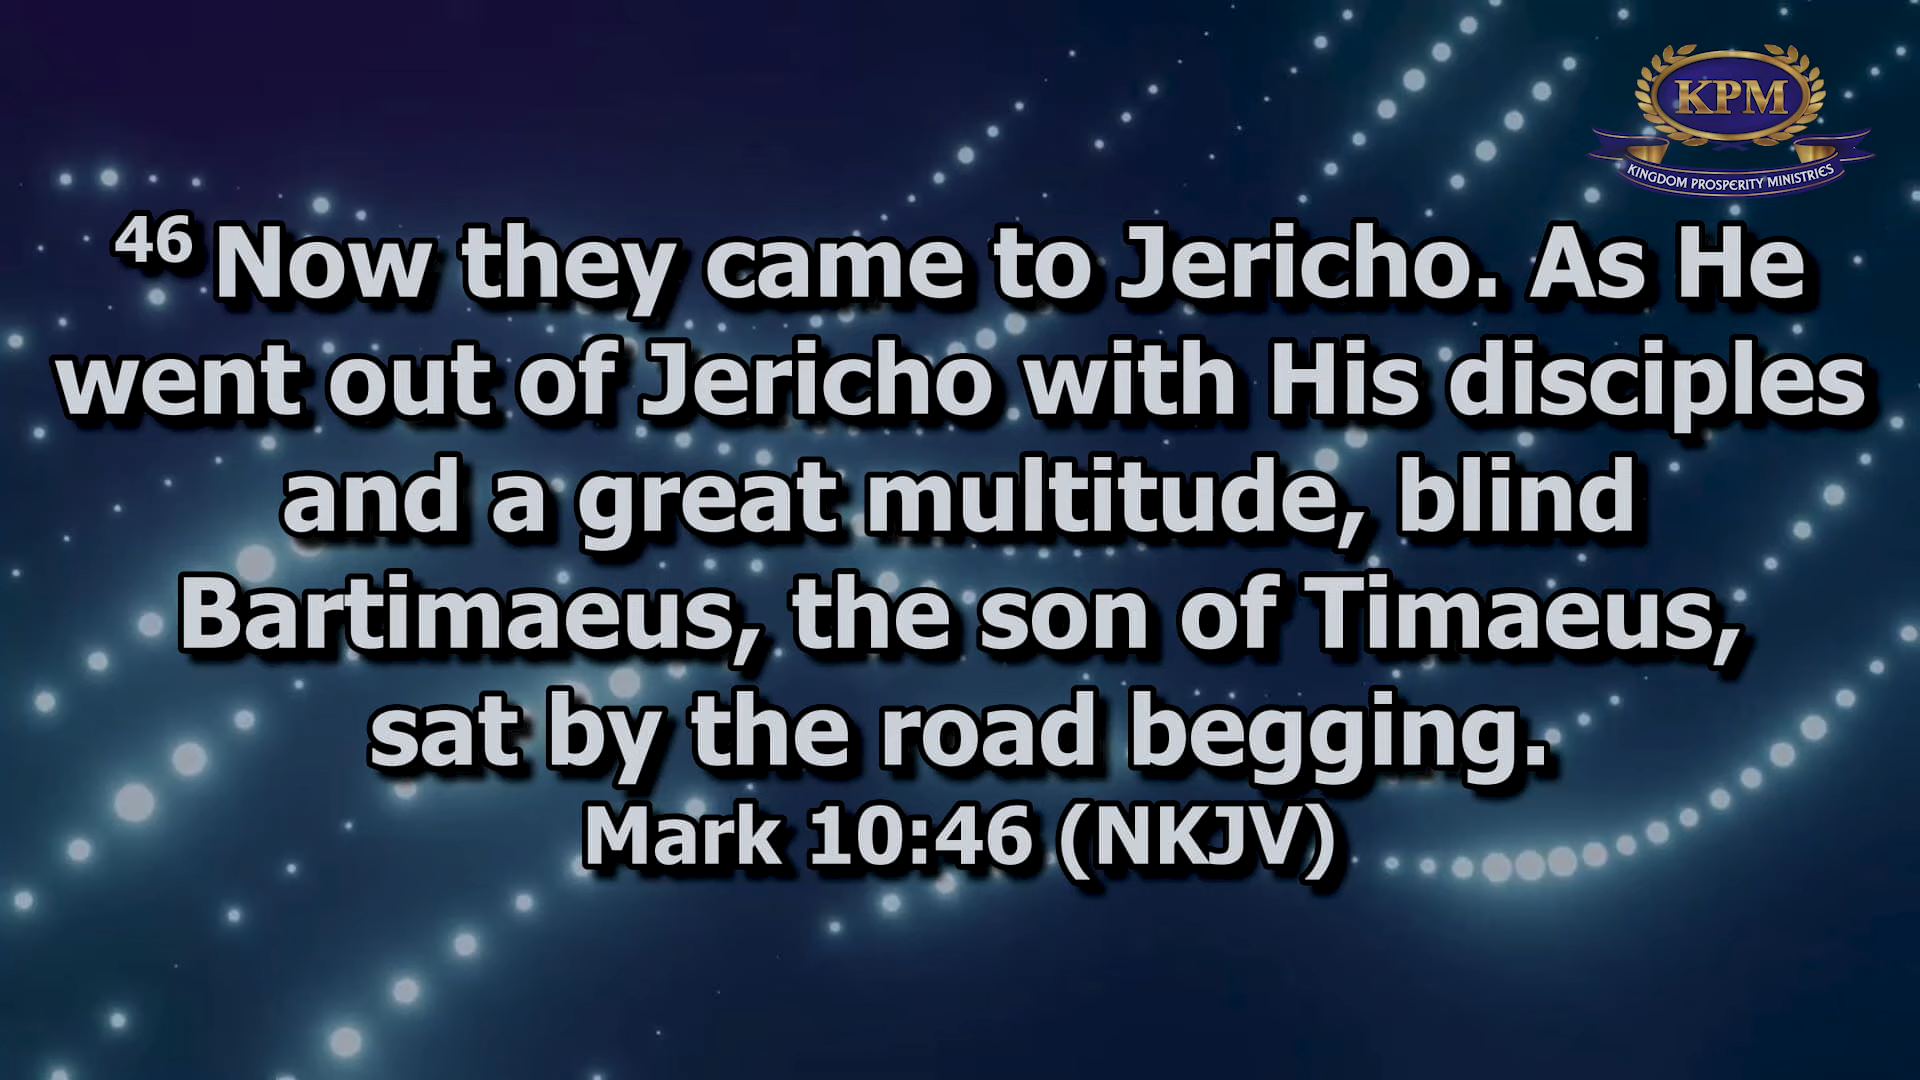 KPM
KINGDOM PROSPERITY MINISTRIES
46 Now they came to Jericho. As He
went out of Jericho with His disciples
and a great multitude, blind
Bartimaeus, the son of Timaeus,
sat by the road begging.
Mark 10:46 (NKJV)